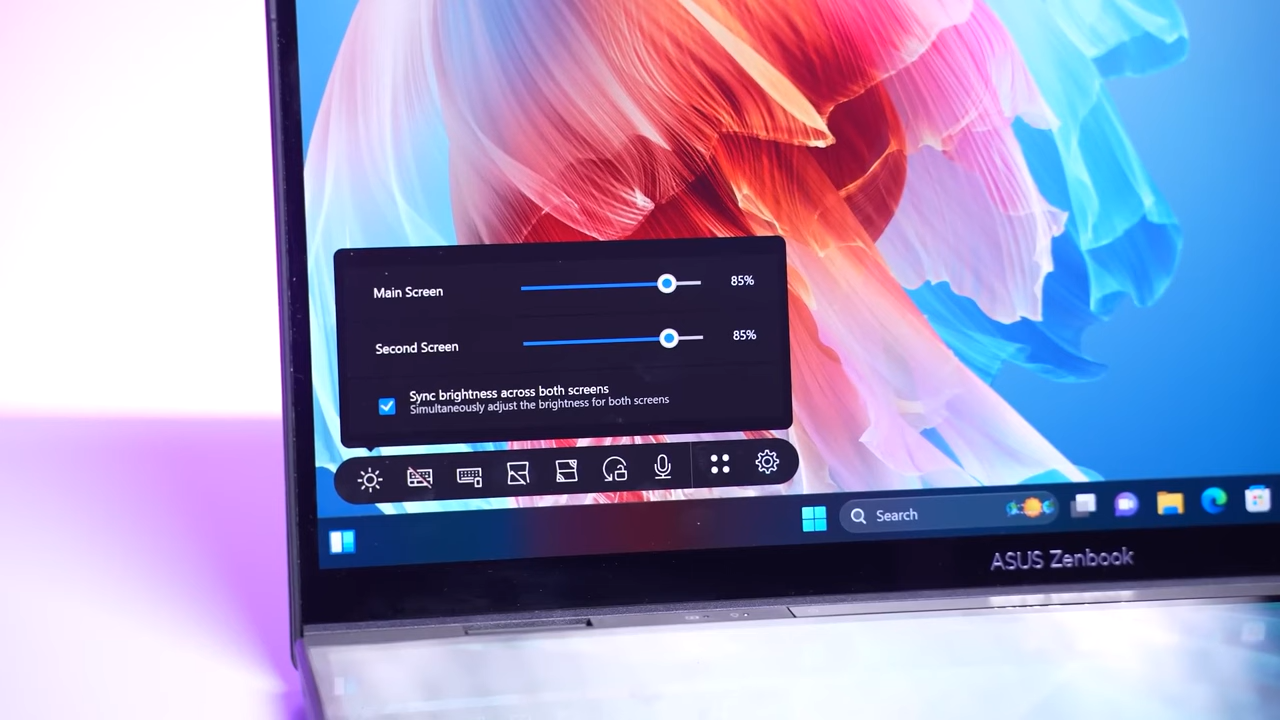 Main Screen
85%
Second Screen
85%
Sync brightness across both screens
Simultaneously adjust the brightness for both screens
Search
ASUS Zenbook